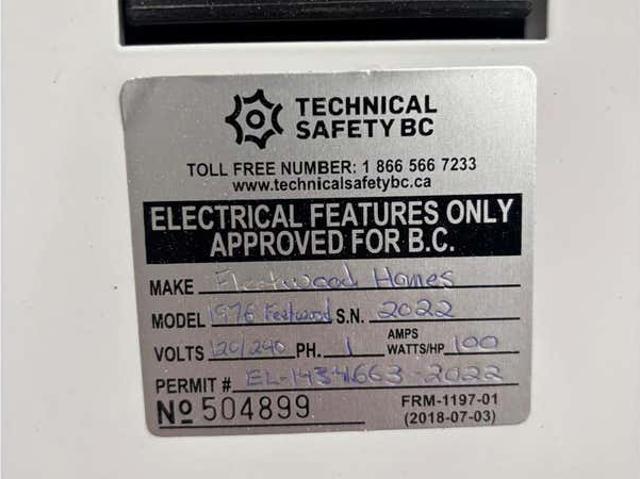 TECHNICAL
SAFETY BC
TOLL FREE NUMBER: 1 866 566 7233
www.technicalsafetybc.ca
ELECTRICAL FEATURES ONLY
APPROVED FOR B.C.
MAKE Fleetwood Homes
MODEL 1976 Feetwood S.N. 2022
VOLTS 120/240 PH. 1 AMPS WATTS/HP 100
PERMIT # EL-1434663-2022
№ 504899 FRM-1197-01
(2018-07-03)